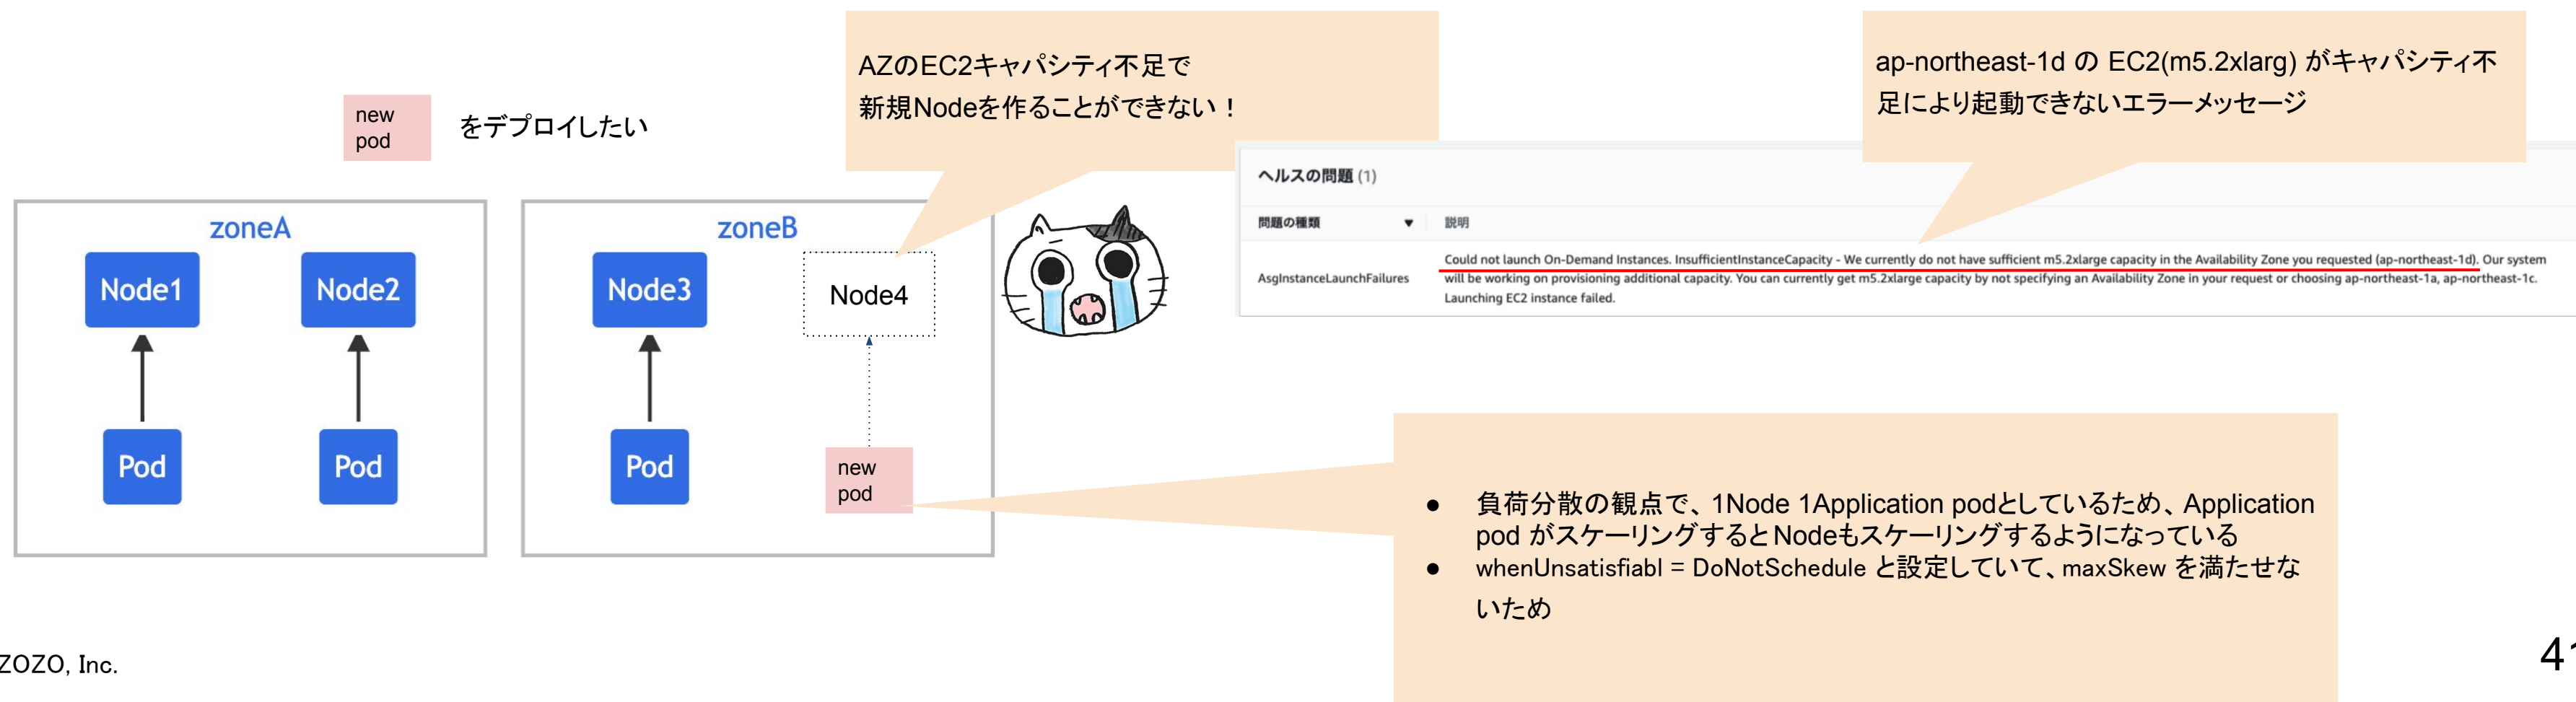 new
pod
をデプロイしたい
AZのEC2キャパシティ不足で
新規Nodeを作ることができない！
ap-northeast-1d の EC2(m5.2xlarg) がキャパシティ不
足により起動できないエラーメッセージ
zoneA
Node1
Node2
Pod
Pod
zoneB
Node3
Node4
Pod
new
pod
ヘルスの問題 (1)
問題の種類 ▼ 説明
AsgInstanceLaunchFailures
Could not launch On-Demand Instances. InsufficientInstanceCapacity - We currently do not have sufficient m5.2xlarge capacity in the Availability Zone you requested (ap-northeast-1d). Our system
will be working on provisioning additional capacity. You can currently get m5.2xlarge capacity by not specifying an Availability Zone in your request or choosing ap-northeast-1a, ap-northeast-1c.
Launching EC2 instance failed.
● 負荷分散の観点で、1Node 1Application podとしているため、Application
pod がスケーリングするとNodeもスケーリングするようになっている
● whenUnsatisfiabl = DoNotSchedule と設定していて、maxSkew を満たせな
いため
ZOZO, Inc.
41